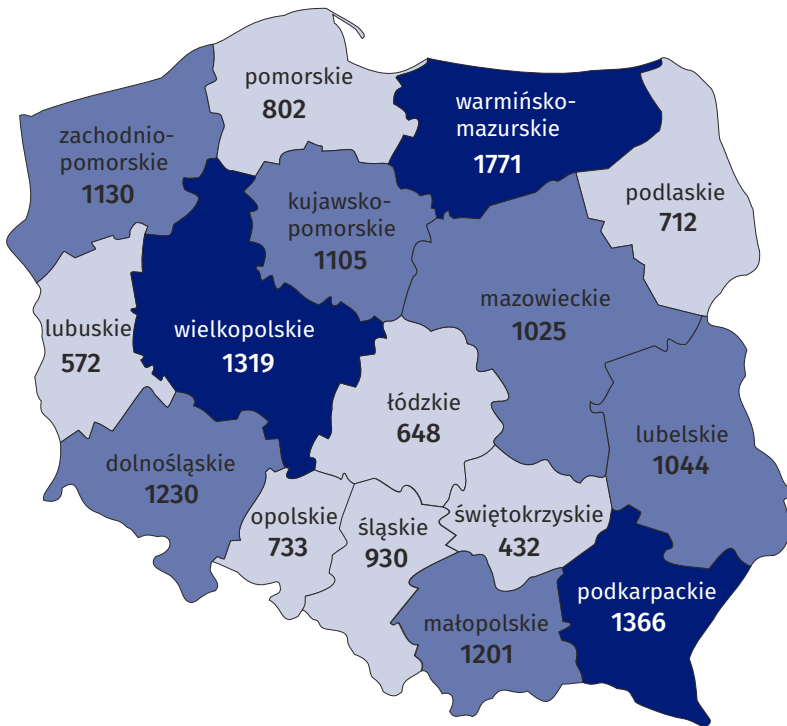 pomorskie
802
warmińsko-
mazurskie
1771
zachodnio-
pomorskie
1130
podlaskie
712
kujawsko-
pomorskie
1105
mazowieckie
1025
lubuskie
572
wielkopolskie
1319
łódzkie
648
lubelskie
1044
dolnośląskie
1230
opolskie
733
śląskie
930
świętokrzyskie
432
podkarpackie
1366
małopolskie
1201